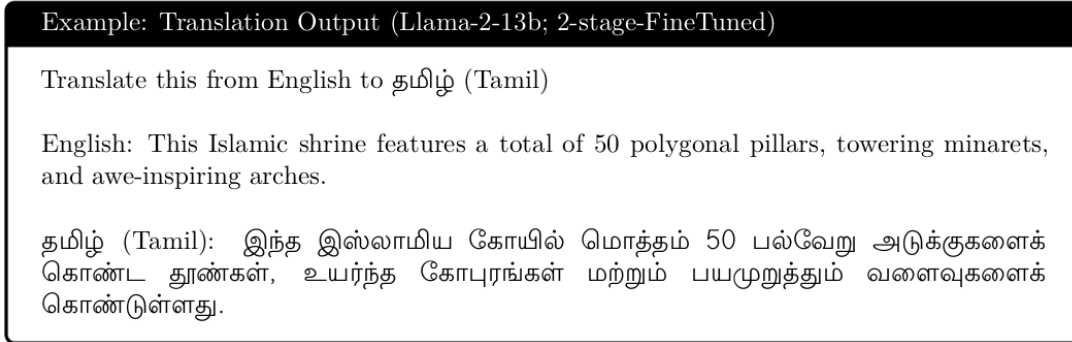 Example: Translation Output (Llama-2-13b; 2-stage-FineTuned)
Translate this from English to தமிழ் (Tamil)
English: This Islamic shrine features a total of 50 polygonal pillars, towering minarets,
and awe-inspiring arches.
தமிழ் (Tamil): இந்த இஸ்லாமிய கோயில் மொத்தம் 50 பல்வேறு அடுக்குகளைக்
கொண்ட தூண்கள், உயர்ந்த கோபுரங்கள் மற்றும் பயமுறுத்தும் வளைவுகளைக்
கொண்டுள்ளது.